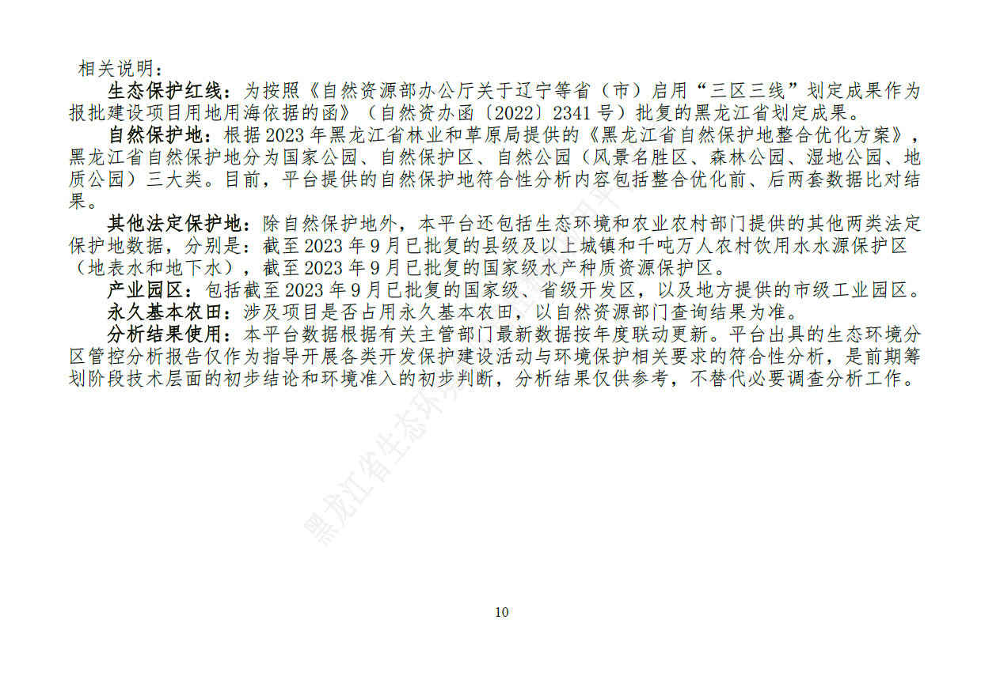 相关说明：
生态保护红线：为按照《自然资源部办公厅关于辽宁等省（市）启用“三区三线”划定成果作为
报批建设项目用地用海依据的函》（自然资办函〔2022〕2341 号）批复的黑龙江省划定成果。
自然保护地：根据 2023 年黑龙江省林业和草原局提供的《黑龙江省自然保护地整合优化方案》，
黑龙江省自然保护地分为国家公园、自然保护区、自然公园（风景名胜区、森林公园、湿地公园、地
质公园）三大类。目前，平台提供的自然保护地符合性分析内容包括整合优化前、后两套数据比对结
果。
其他法定保护地：除自然保护地外，本平台还包括生态环境和农业农村部门提供的其他两类法定
保护地数据，分别是：截至 2023 年 9 月已批复的县级及以上城镇和千吨万人农村饮用水水源保护区
（地表水和地下水），截至 2023 年 9 月已批复的国家级水产种质资源保护区。
产业园区：包括截至 2023 年 9 月已批复的国家级、省级开发区，以及地方提供的市级工业园区。
永久基本农田：涉及项目是否占用永久基本农田，以自然资源部门查询结果为准。
分析结果使用：本平台数据根据有关主管部门最新数据按年度联动更新。平台出具的生态环境分
区管控分析报告仅作为指导开展各类开发保护建设活动与环境保护相关要求的符合性分析，是前期筹
划阶段技术层面的初步结论和环境准入的初步判断，分析结果仅供参考，不替代必要调查分析工作。
黑龙江省生态环境
10